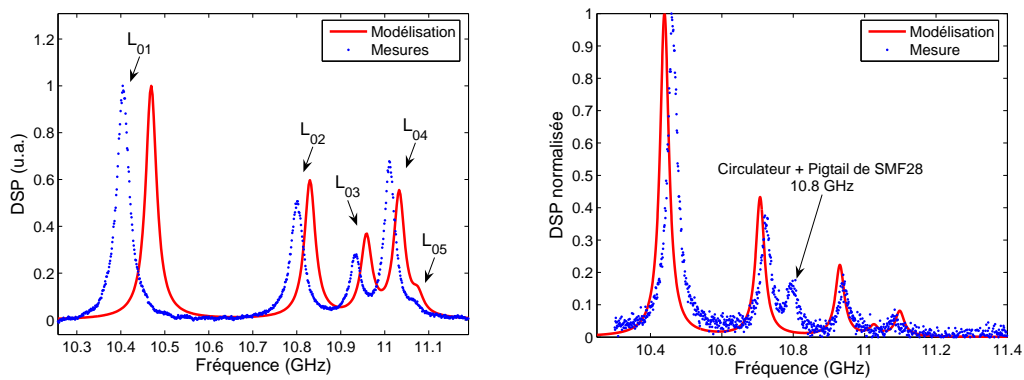 Modélisation
Mesures
L01
L02
L03
L04
L05
1.2
1
0.8
0.6
0.4
0.2
0
DSP (u.a.)
10.3 10.4 10.5 10.6 10.7 10.8 10.9 11 11.1
Fréquence (GHz)
Modélisation
Mesure
Circulateur + Pigtail de SMF28
10.8 GHz
1
0.9
0.8
0.7
0.6
0.5
0.4
0.3
0.2
0.1
0
DSP normalisée
10.4 10.6 10.8 11 11.2 11.4
Fréquence (GHz)